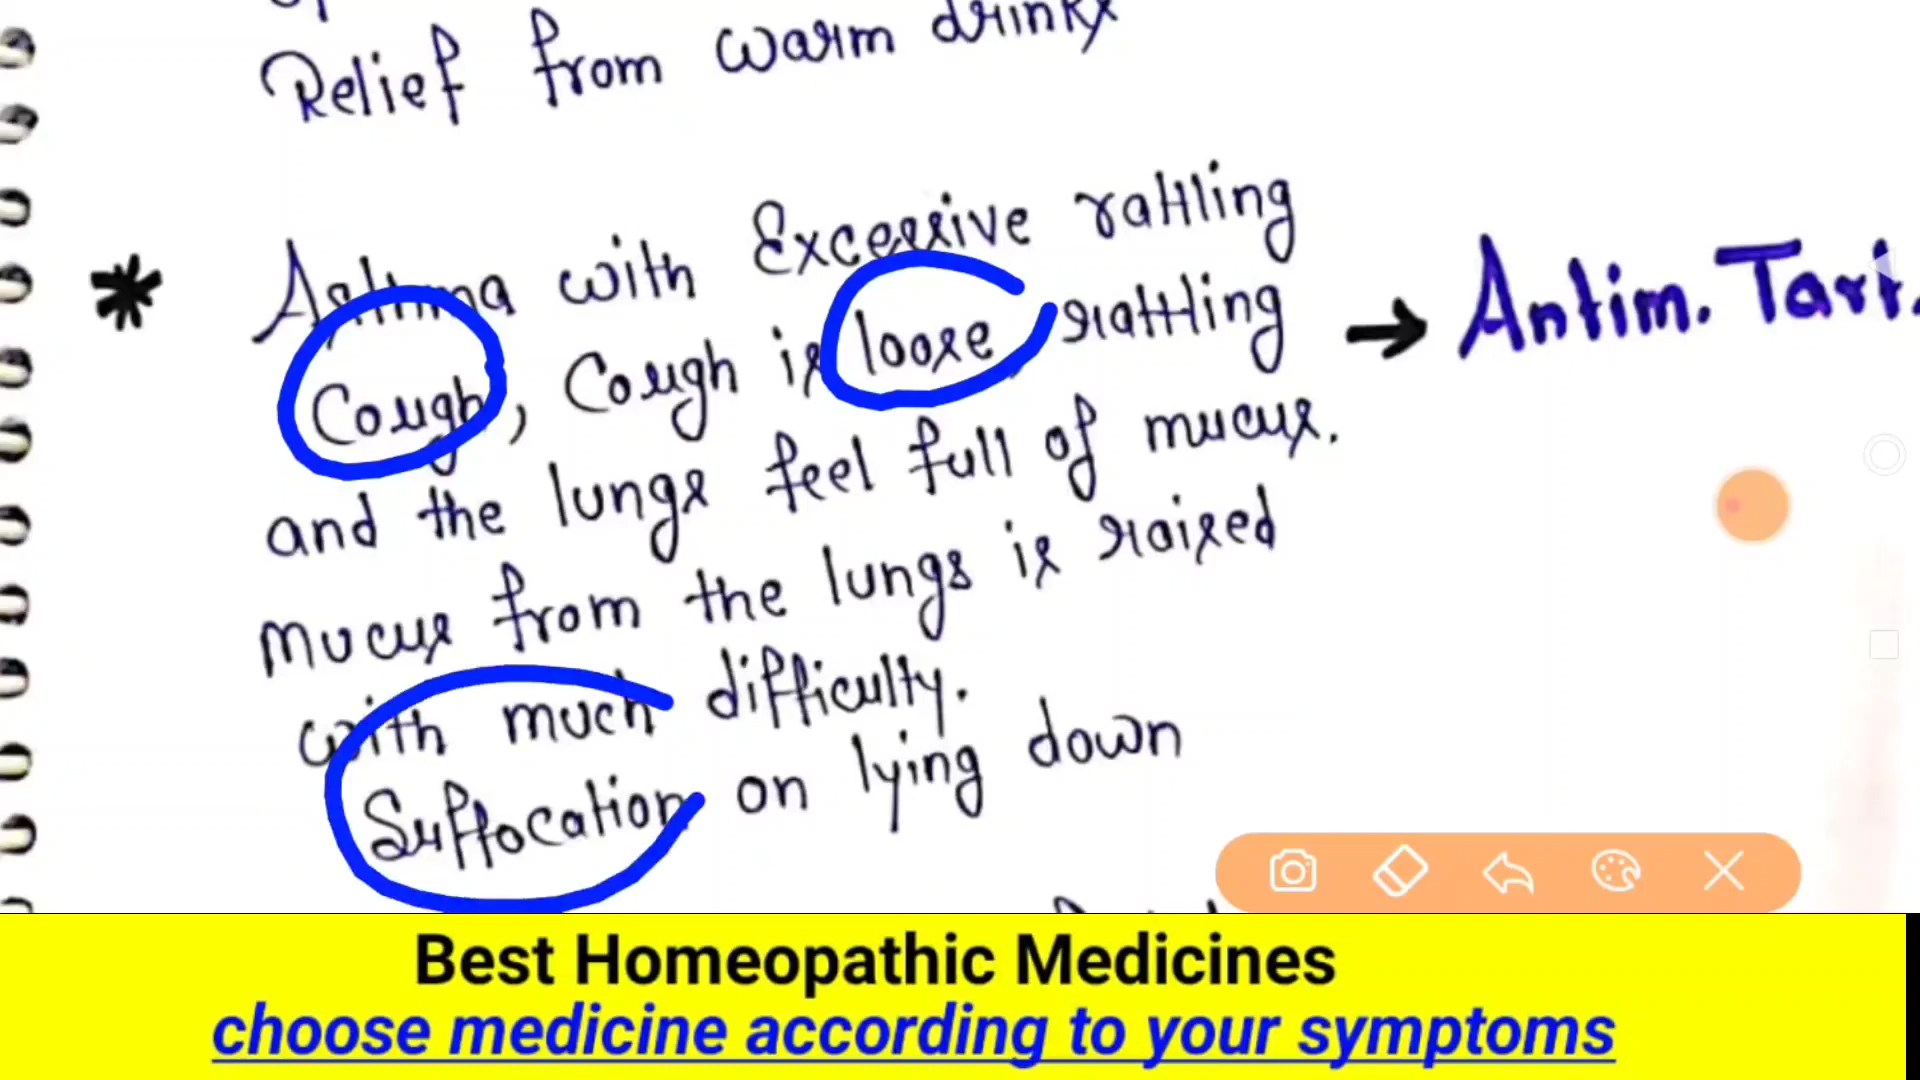 Relief from warm drinks
* Asthma with Excessive rattling
Cough, Cough is loose, rattling → Antim. Tart.
and the lungs feel full of mucus.
Mucus from the lungs is raised
with much difficulty.
Suffocation on lying down
Best Homeopathic Medicines
choose medicine according to your symptoms